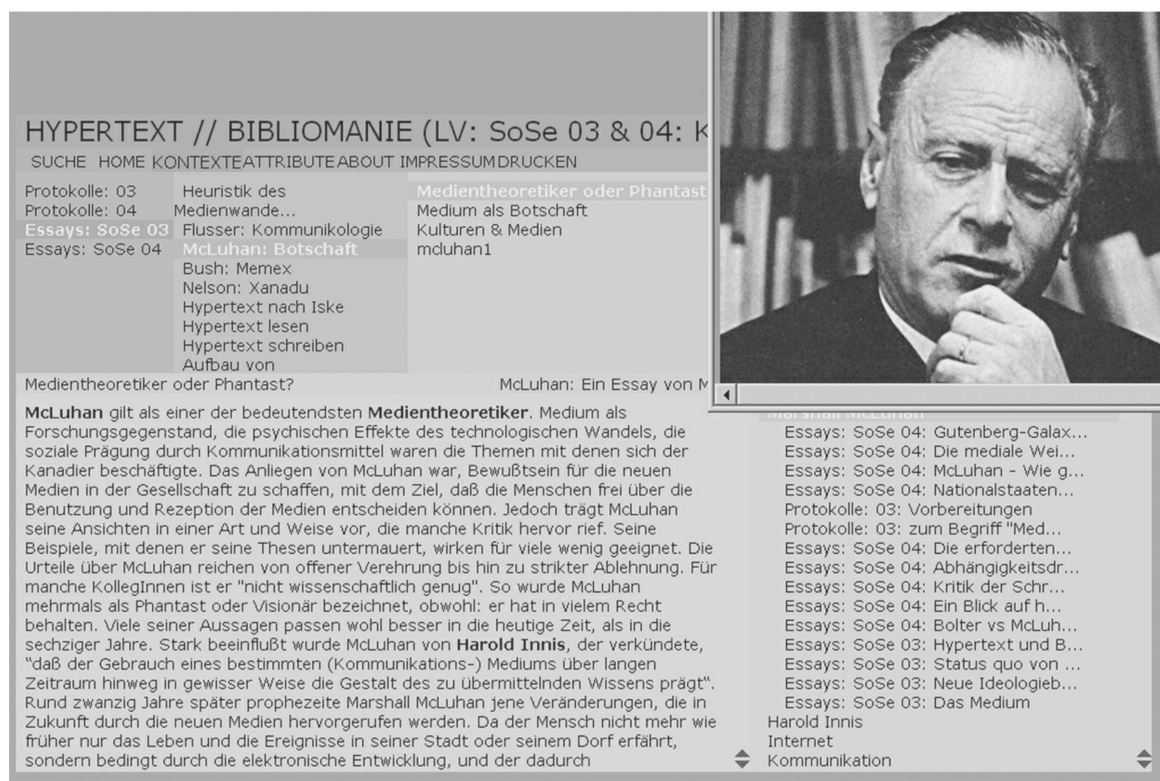 HYPERTEXT // BIBLIOMANIE (LV: SoSe 03 & 04: K
SUCHE HOME KONTEXTE ATTRIBUTE ABOUT IMPRESSUM DRUCKEN
Protokolle: 03
Protokolle: 04
Essays: SoSe 03
Essays: SoSe 04
Heuristik des
Medienwande...
Flusser: Kommunikologie
McLuhan: Botschaft
Bush: Memex
Nelson: Xanadu
Hypertext nach Iske
Hypertext lesen
Hypertext schreiben
Aufbau von
Medientheoretiker oder Phantast
Medium als Botschaft
Kulturen & Medien
mcluhan1
Medientheoretiker oder Phantast?
McLuhan: Ein Essay von M
McLuhan gilt als einer der bedeutendsten Medientheoretiker. Medium als
Forschungsgegenstand, die psychischen Effekte des technologischen Wandels, die
soziale Prägung durch Kommunikationsmittel waren die Themen mit denen sich der
Kanadier beschäftigte. Das Anliegen von McLuhan war, Bewußtsein für die neuen
Medien in der Gesellschaft zu schaffen, mit dem Ziel, daß die Menschen frei über die
Benutzung und Rezeption der Medien entscheiden können. Jedoch trägt McLuhan
seine Ansichten in einer Art und Weise vor, die manche Kritik hervor rief. Seine
Beispiele, mit denen er seine Thesen untermauert, wirken für viele wenig geeignet. Die
Urteile über McLuhan reichen von offener Verehrung bis hin zu strikter Ablehnung. Für
manche KollegInnen ist er "nicht wissenschaftlich genug". So wurde McLuhan
mehrmals als Phantast oder Visionär bezeichnet, obwohl: er hat in vielem Recht
behalten. Viele seiner Aussagen passen wohl besser in die heutige Zeit, als in die
sechziger Jahre. Stark beeinflußt wurde McLuhan von Harold Innis, der verkündete,
"daß der Gebrauch eines bestimmten (Kommunikations-) Mediums über langen
Zeitraum hinweg in gewisser Weise die Gestalt des zu übermittelnden Wissens prägt".
Rund zwanzig Jahre später prophezeite Marshall McLuhan jene Veränderungen, die in
Zukunft durch die neuen Medien hervorgerufen werden. Da der Mensch nicht mehr wie
früher nur das Leben und die Ereignisse in seiner Stadt oder seinem Dorf erfährt,
sondern bedingt durch die elektronische Entwicklung, und der dadurch
Marshall McLuhan
Essays: SoSe 04: Gutenberg-Galax...
Essays: SoSe 04: Die mediale Wei...
Essays: SoSe 04: McLuhan - Wie g...
Essays: SoSe 04: Nationalstaaten...
Protokolle: 03: Vorbereitungen
Protokolle: 03: zum Begriff "Med...
Essays: SoSe 04: Die erforderten...
Essays: SoSe 04: Abhängigkeitsdr...
Essays: SoSe 04: Kritik der Schr...
Essays: SoSe 04: Ein Blick auf h...
Essays: SoSe 04: Bolter vs McLuh...
Essays: SoSe 03: Hypertext und B...
Essays: SoSe 03: Status quo von ...
Essays: SoSe 03: Neue Ideologieb...
Essays: SoSe 03: Das Medium
Harold Innis
Internet
Kommunikation